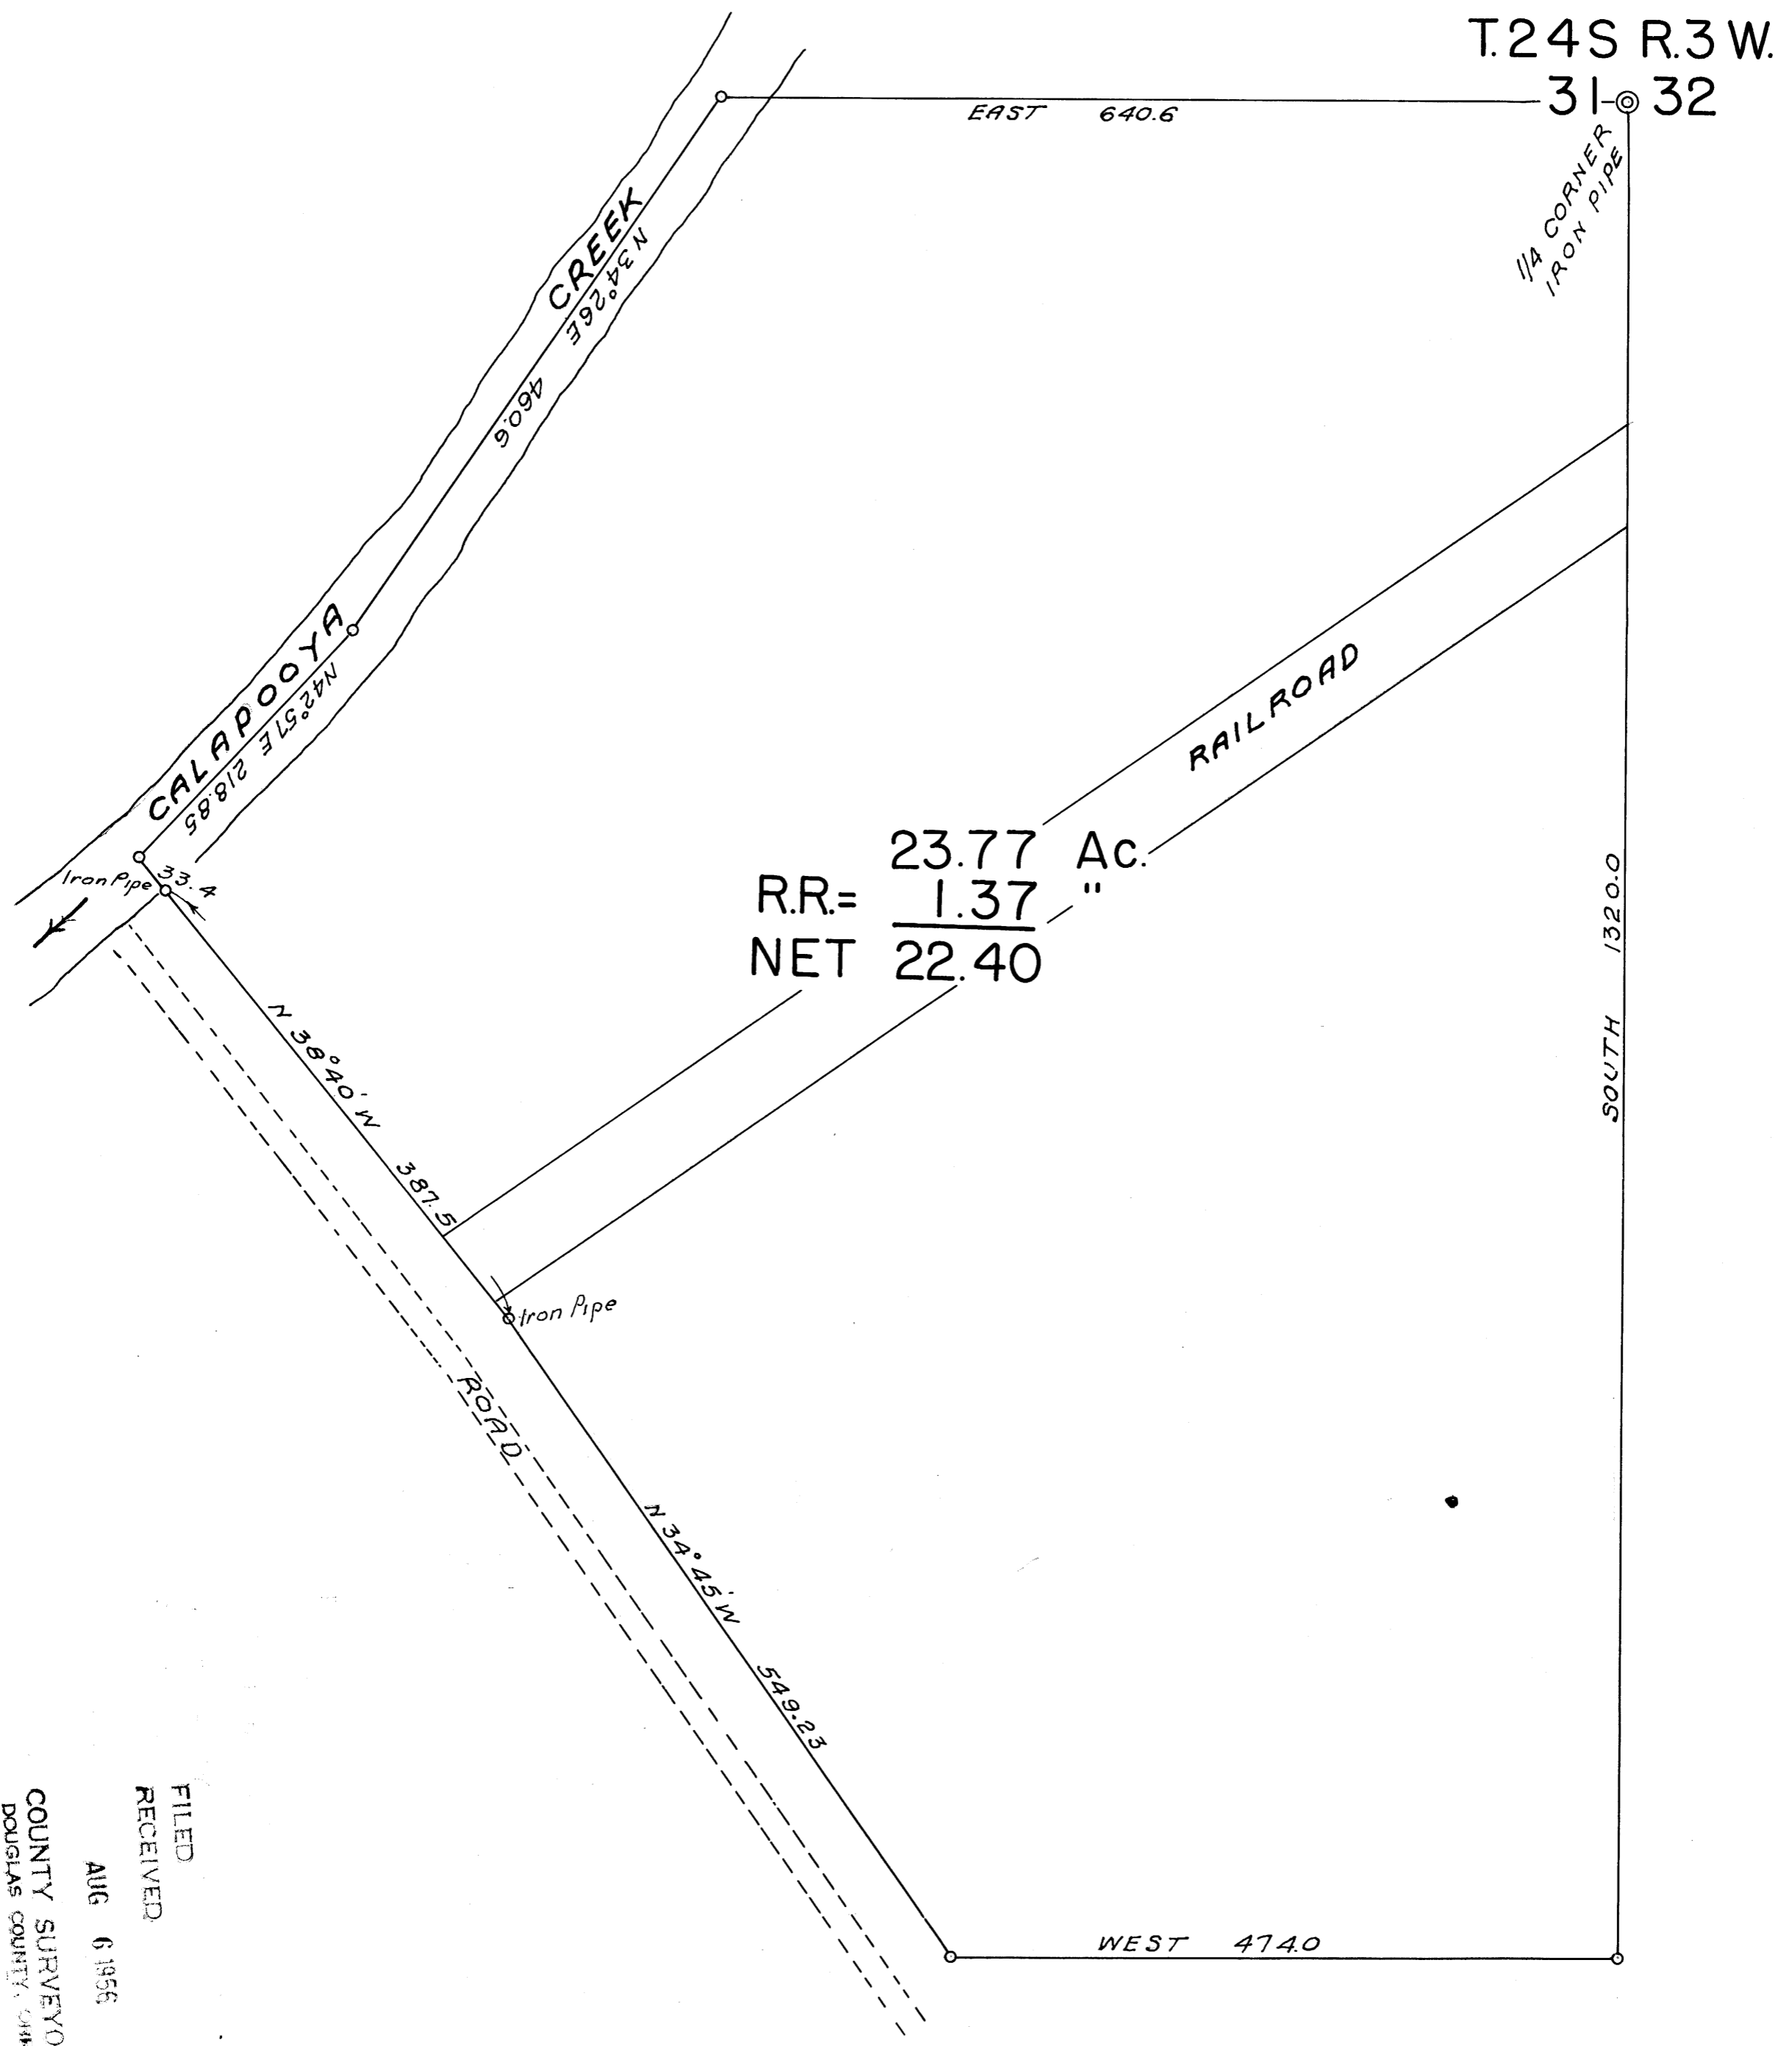 T.24S R.3W.
31 32
EAST 640.6
1/4 CORNER
IRON PIPE
CREEK
N34°26E 460.6
CALAPOOYA
N42°57E 218.85
33.4
Iron Pipe
RAILROAD
23.77 Ac.
R.R.= 1.37 "
NET 22.40
SOUTH 1320.0
N 38°40'W 387.5
Iron Pipe
ROAD
N 34°45'W 549.23
WEST 474.0
FILED
RECEIVED
AUG 6 1956
COUNTY SURVEYO
DOUGLAS COUNTY,